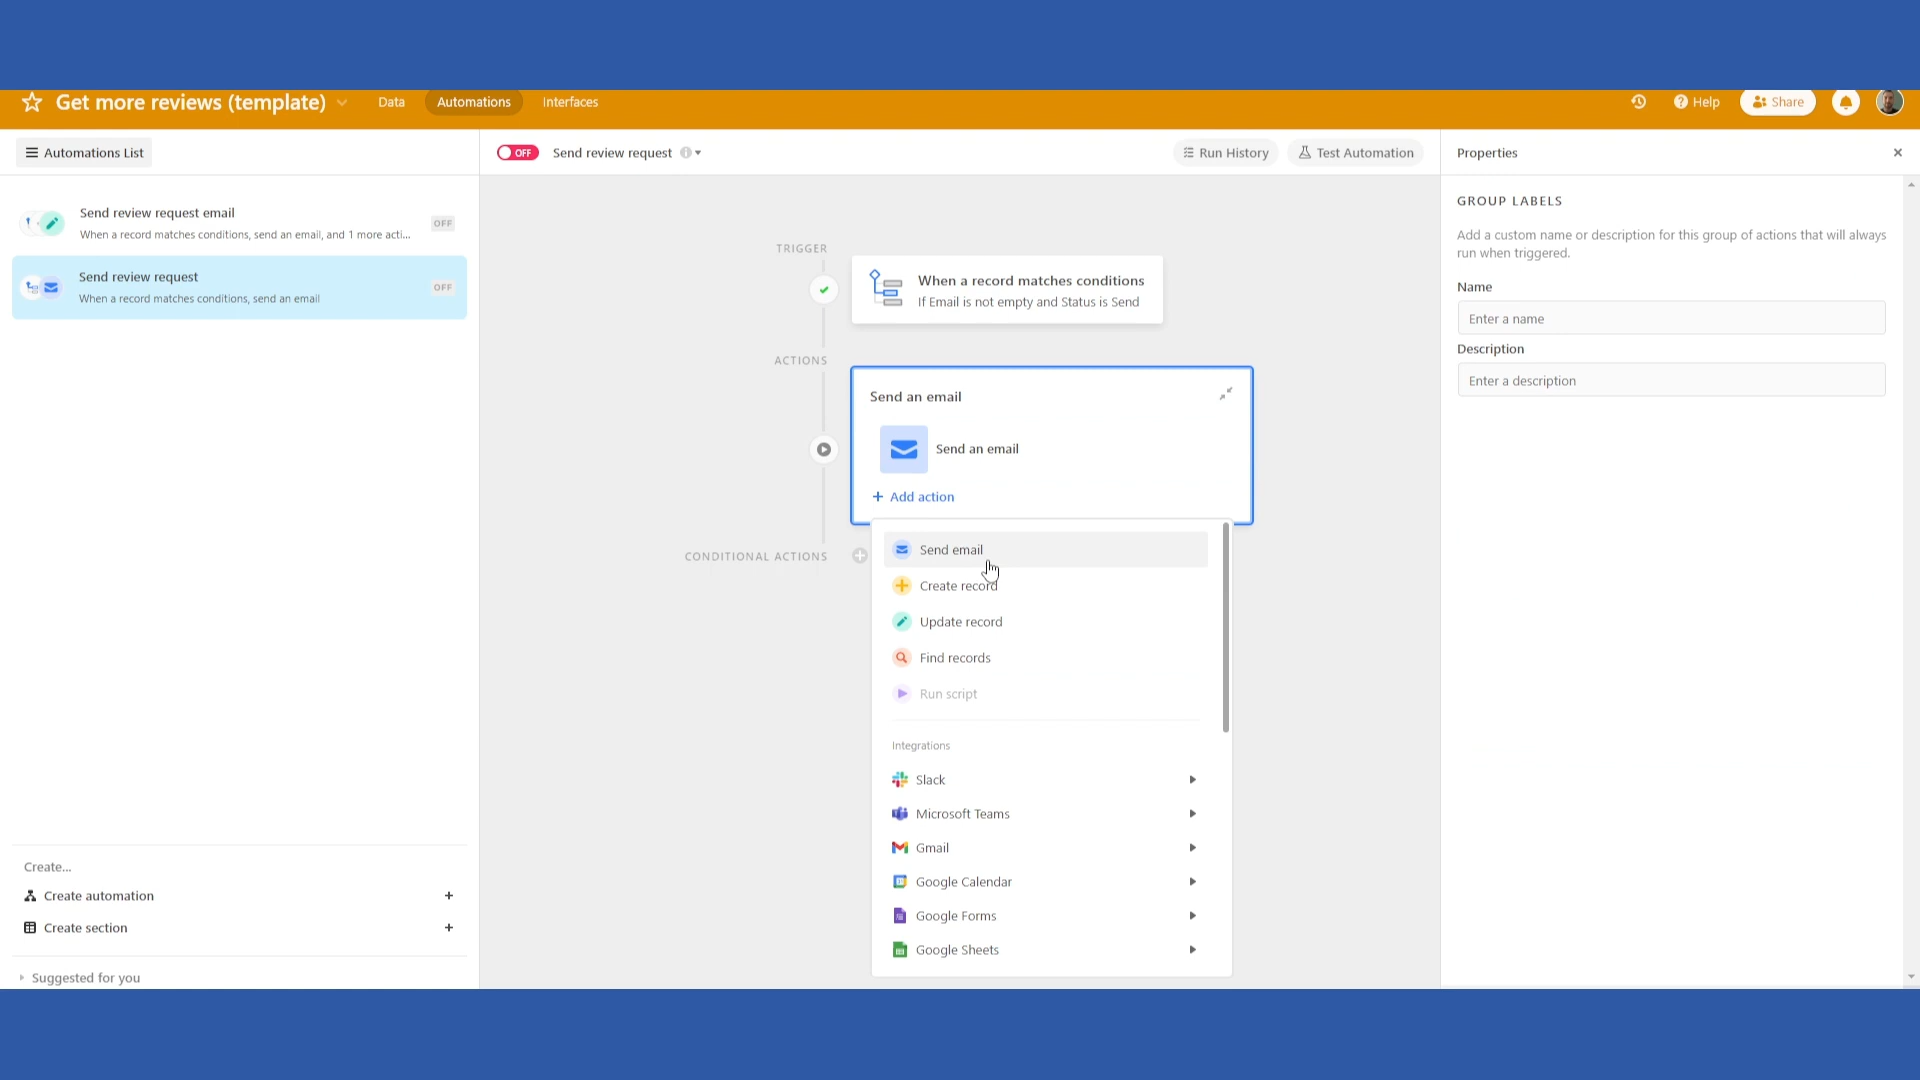 Get more reviews (template)
Data
Automations
Interfaces
Help
Share
Automations List
OFF
Send review request
Run History
Test Automation
Properties
Send review request email
When a record matches conditions, send an email, and 1 more acti...
OFF
Send review request
When a record matches conditions, send an email
OFF
TRIGGER
When a record matches conditions
If Email is not empty and Status is Send
ACTIONS
Send an email
Send an email
+ Add action
CONDITIONAL ACTIONS
Send email
Create record
Update record
Find records
Run script
Integrations
Slack
Microsoft Teams
Gmail
Google Calendar
Google Forms
Google Sheets
GROUP LABELS
Add a custom name or description for this group of actions that will always
run when triggered.
Name
Enter a name
Description
Enter a description
Create...
Create automation
Create section
Suggested for you